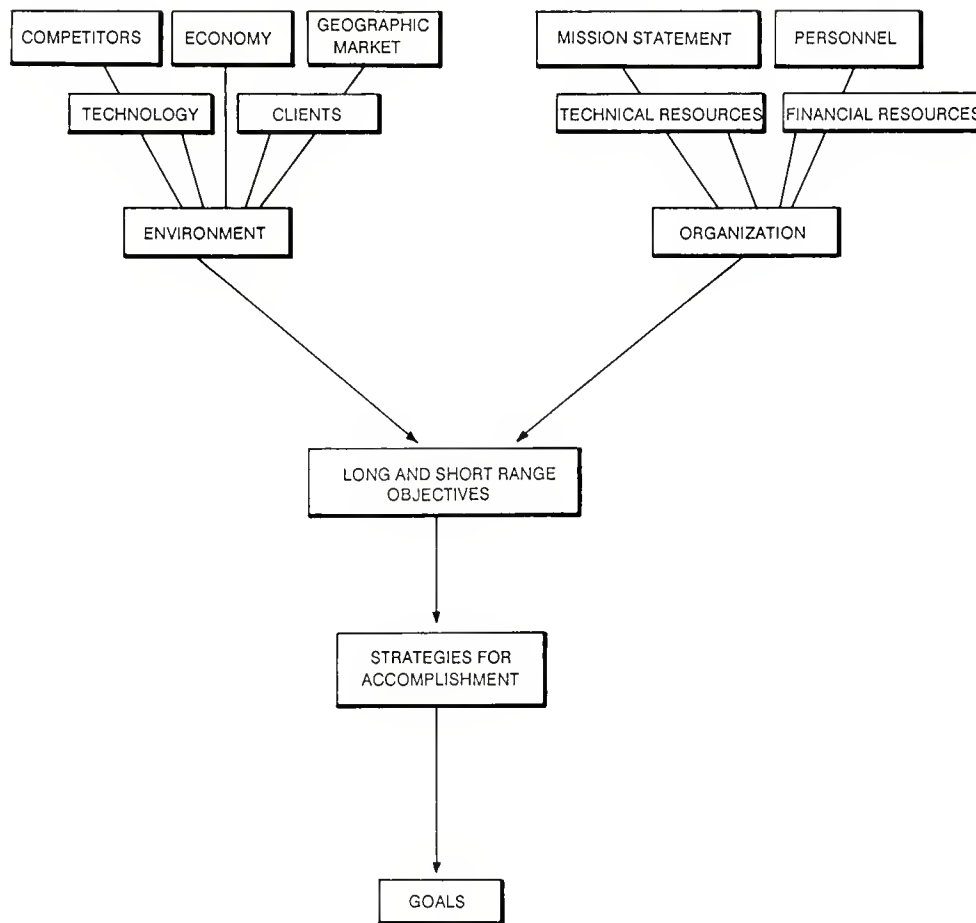 COMPETITORS
ECONOMY
GEOGRAPHIC
MARKET
MISSION STATEMENT
PERSONNEL
TECHNOLOGY
CLIENTS
TECHNICAL RESOURCES
FINANCIAL RESOURCES
ENVIRONMENT
ORGANIZATION
LONG AND SHORT RANGE
OBJECTIVES
STRATEGIES FOR
ACCOMPLISHMENT
GOALS